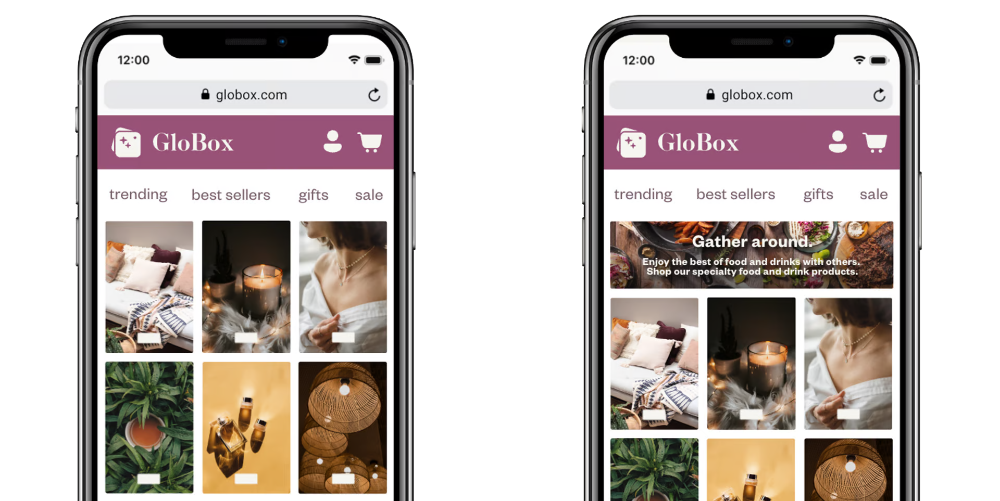 12:00
globox.com
GloBox
trending best sellers gifts sale
12:00
globox.com
GloBox
trending best sellers gifts sale
Gather around.
Enjoy the best of food and drinks with others.
Shop our specialty food and drink products.